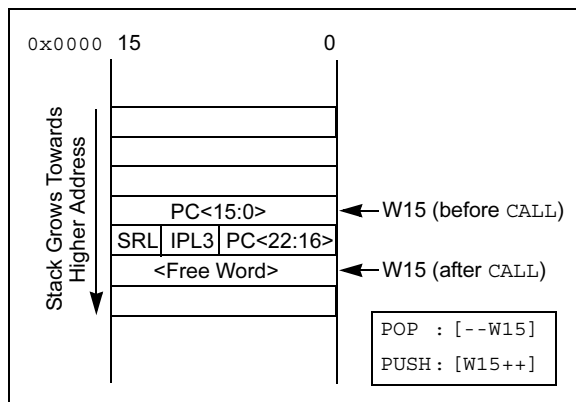 0x0000 15 0
Stack Grows Towards
Higher Address
PC<15:0>
W15 (before CALL)
SRL IPL3 PC<22:16>
<Free Word>
W15 (after CALL)
POP : [--W15]
PUSH: [W15++]